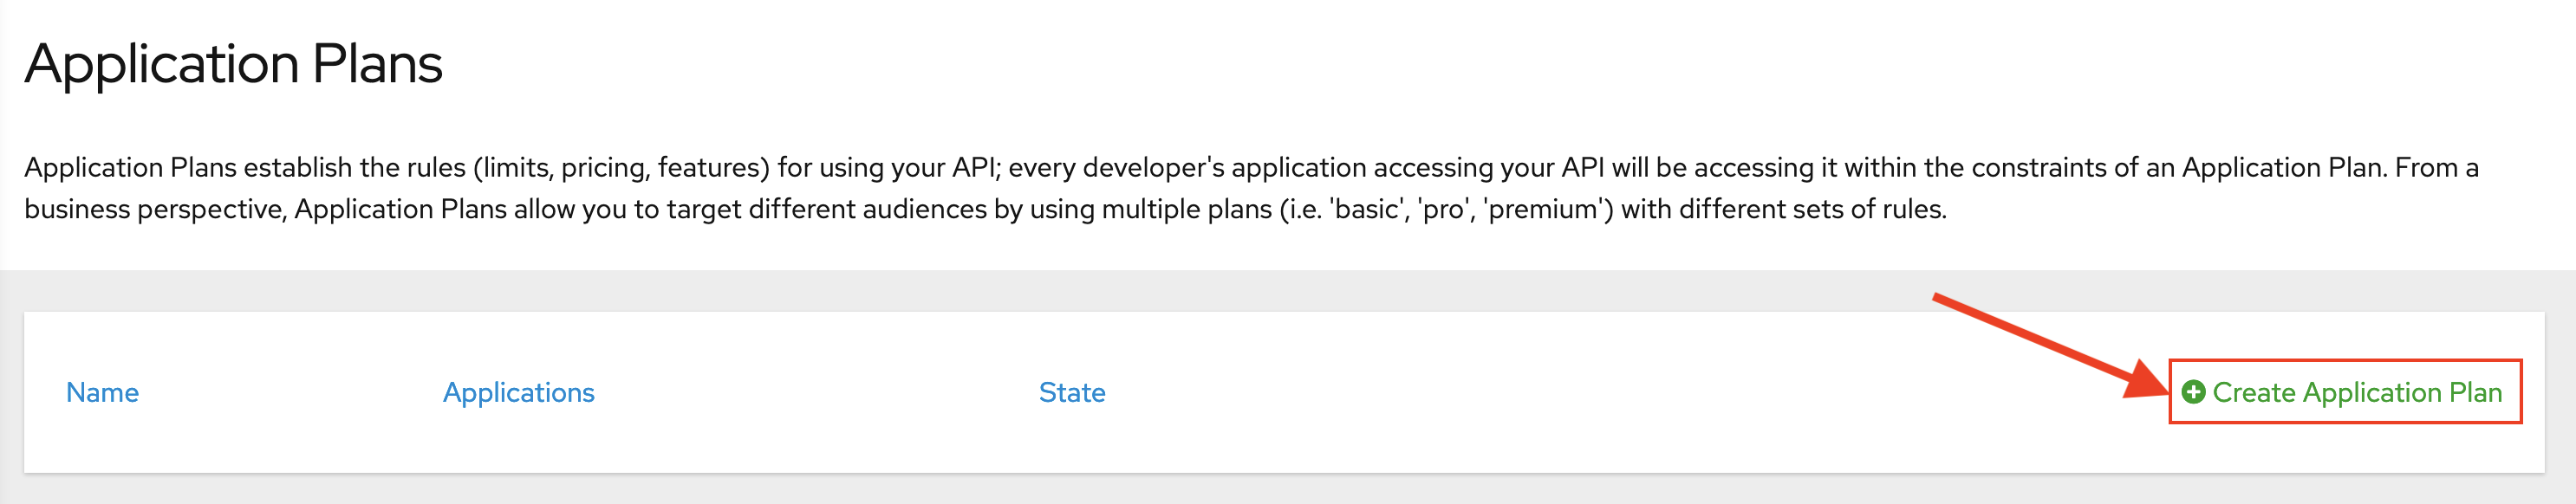 Application Plans
Application Plans establish the rules (limits, pricing, features) for using your API; every developer's application accessing your API will be accessing it within the constraints of an Application Plan. From a
business perspective, Application Plans allow you to target different audiences by using multiple plans (i.e. 'basic', 'pro', 'premium') with different sets of rules.
Name Applications State Create Application Plan